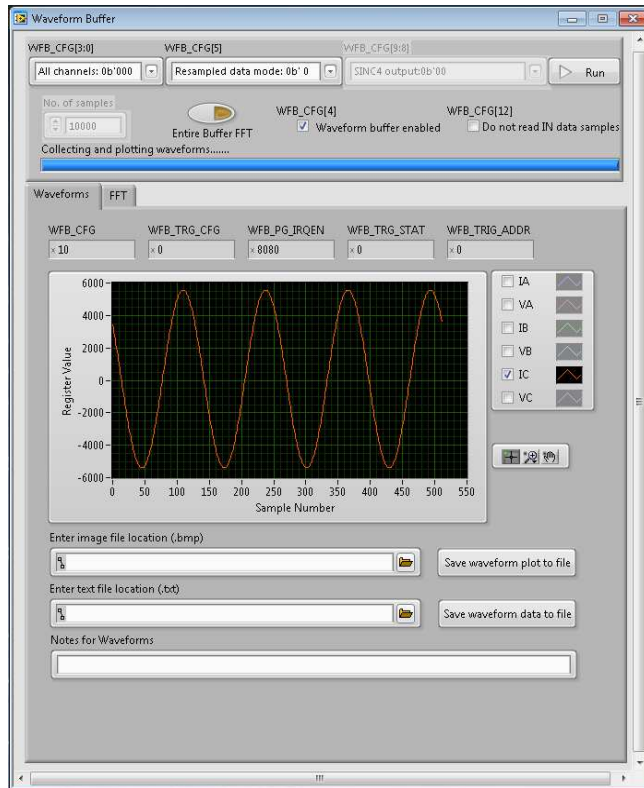 Waveform Buffer
WFB_CFG[3:0] WFB_CFG[5] WFB_CFG[9:8]
All channels: 0b'000 Resampled data mode: 0b' 0 SINC4 output:0b'00 Run
No. of samples
10000
Entire Buffer FFT
WFB_CFG[4] WFB_CFG[12]
Waveform buffer enabled Do not read IN data samples
Collecting and plotting waveforms.......
Waveforms FFT
WFB_CFG WFB_TRG_CFG WFB_PG_IRQEN WFB_TRG_STAT WFB_TRIG_ADDR
x 10 x 0 x 8080 x 0 x 0
6000
4000
2000
0
-2000
-4000
-6000
Register Value
0 50 100 150 200 250 300 350 400 450 500 550
Sample Number
IA
VA
IB
VB
IC
VC
Enter image file location (.bmp)
Save waveform plot to file
Enter text file location (.txt)
Save waveform data to file
Notes for Waveforms